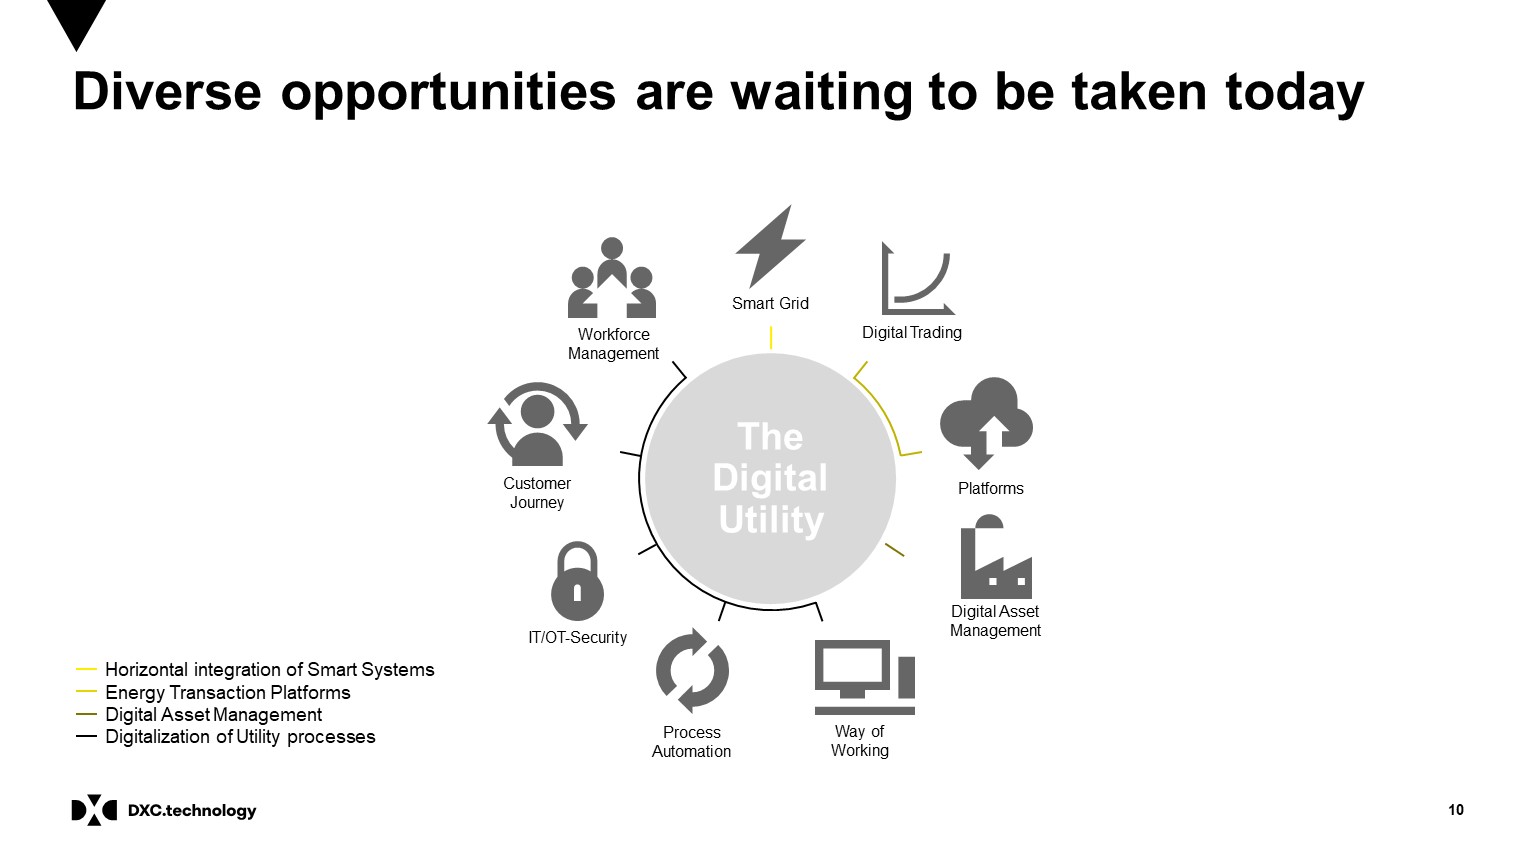 Diverse opportunities are waiting to be taken today
Smart Grid
Workforce
Management
Digital Trading
Customer
Journey
The
Digital
Utility
Platforms
IT/OT-Security
Digital Asset
Management
Process
Automation
Way of
Working
Horizontal integration of Smart Systems
Energy Transaction Platforms
Digital Asset Management
Digitalization of Utility processes
DXC.technology
10